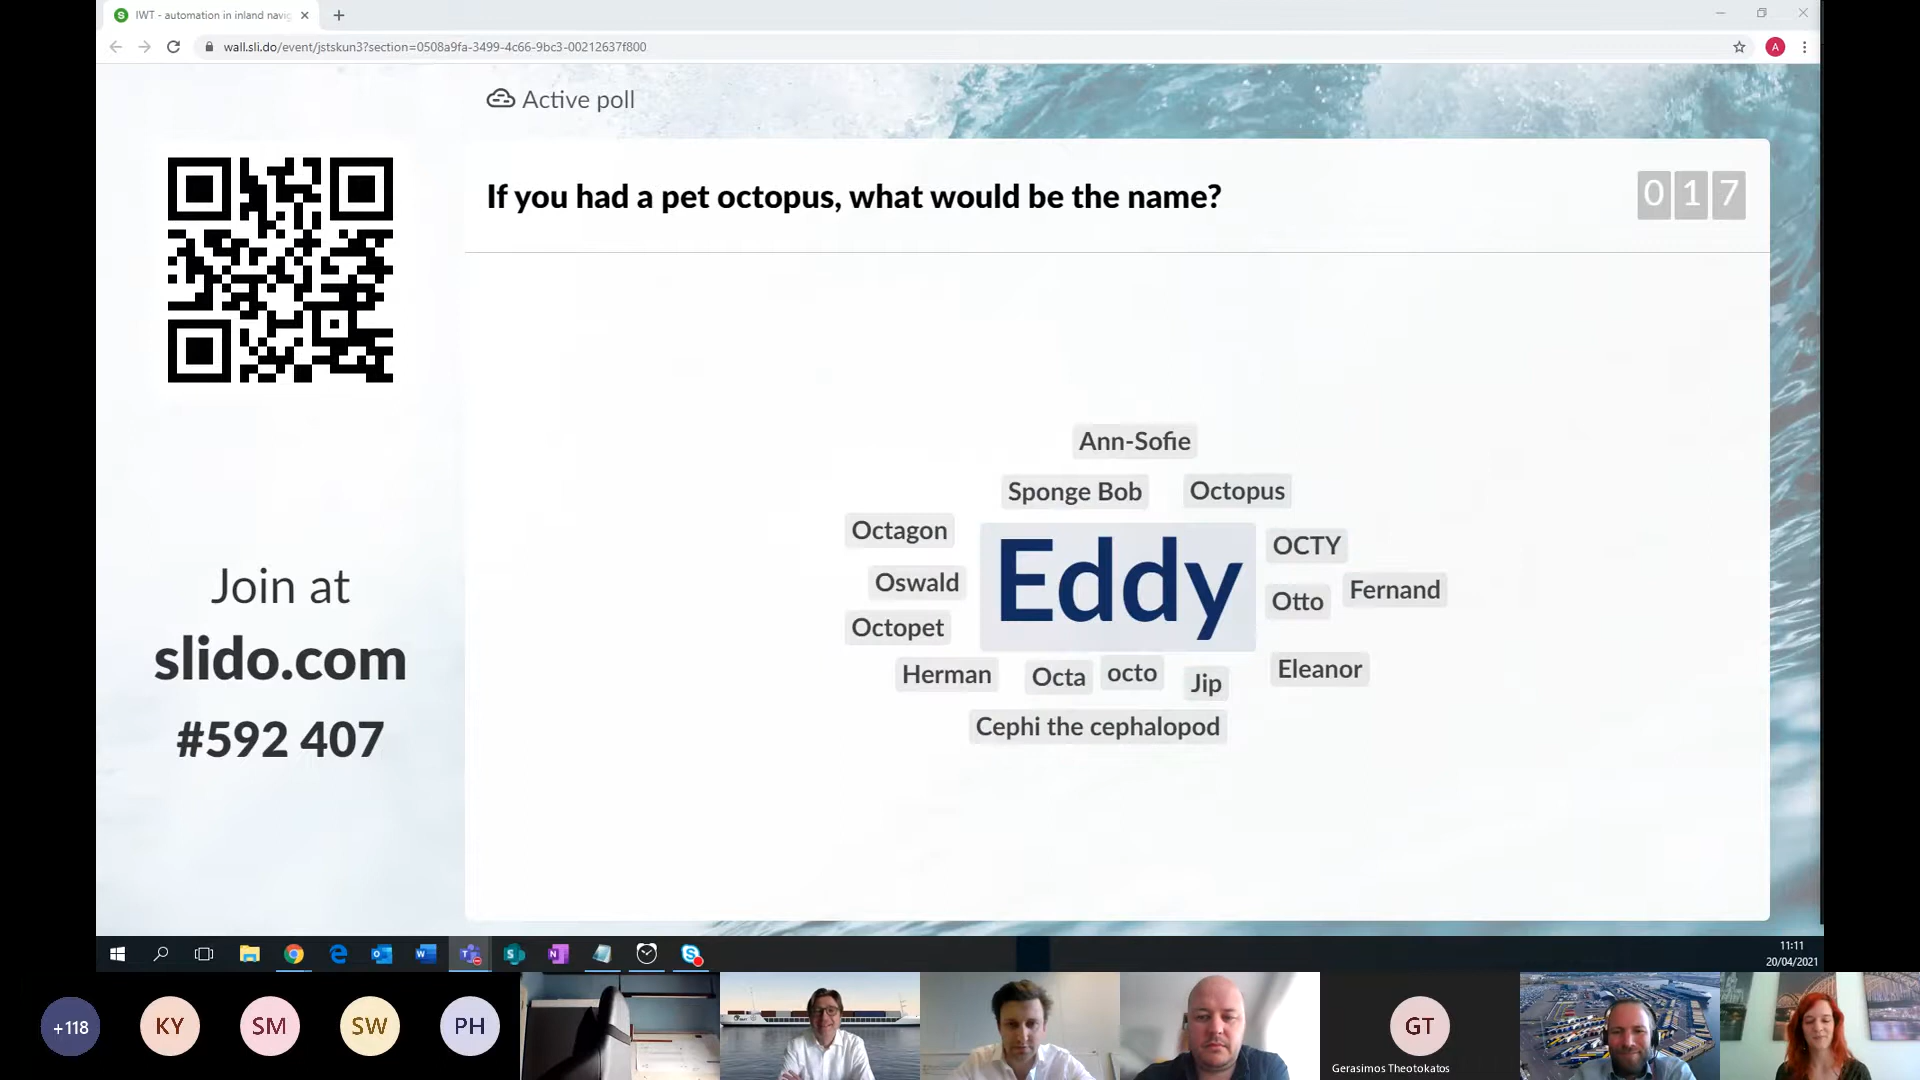 IWT - automation in inland navig
wall.sli.do/event/jstskun3?section=0508a9fa-3499-4c66-9bc3-00212637f800
A
Active poll
If you had a pet octopus, what would be the name?
017
Ann-Sofie
Sponge Bob
Octopus
Octagon
Eddy
OCTY
Oswald
Fernand
Otto
Octopet
Herman
Octa
octo
Jip
Eleanor
Cephi the cephalopod
Join at
slido.com
#592 407
11:11
20/04/2021
+118
KY
SM
SW
PH
GT
Gerasimos Theotokatos